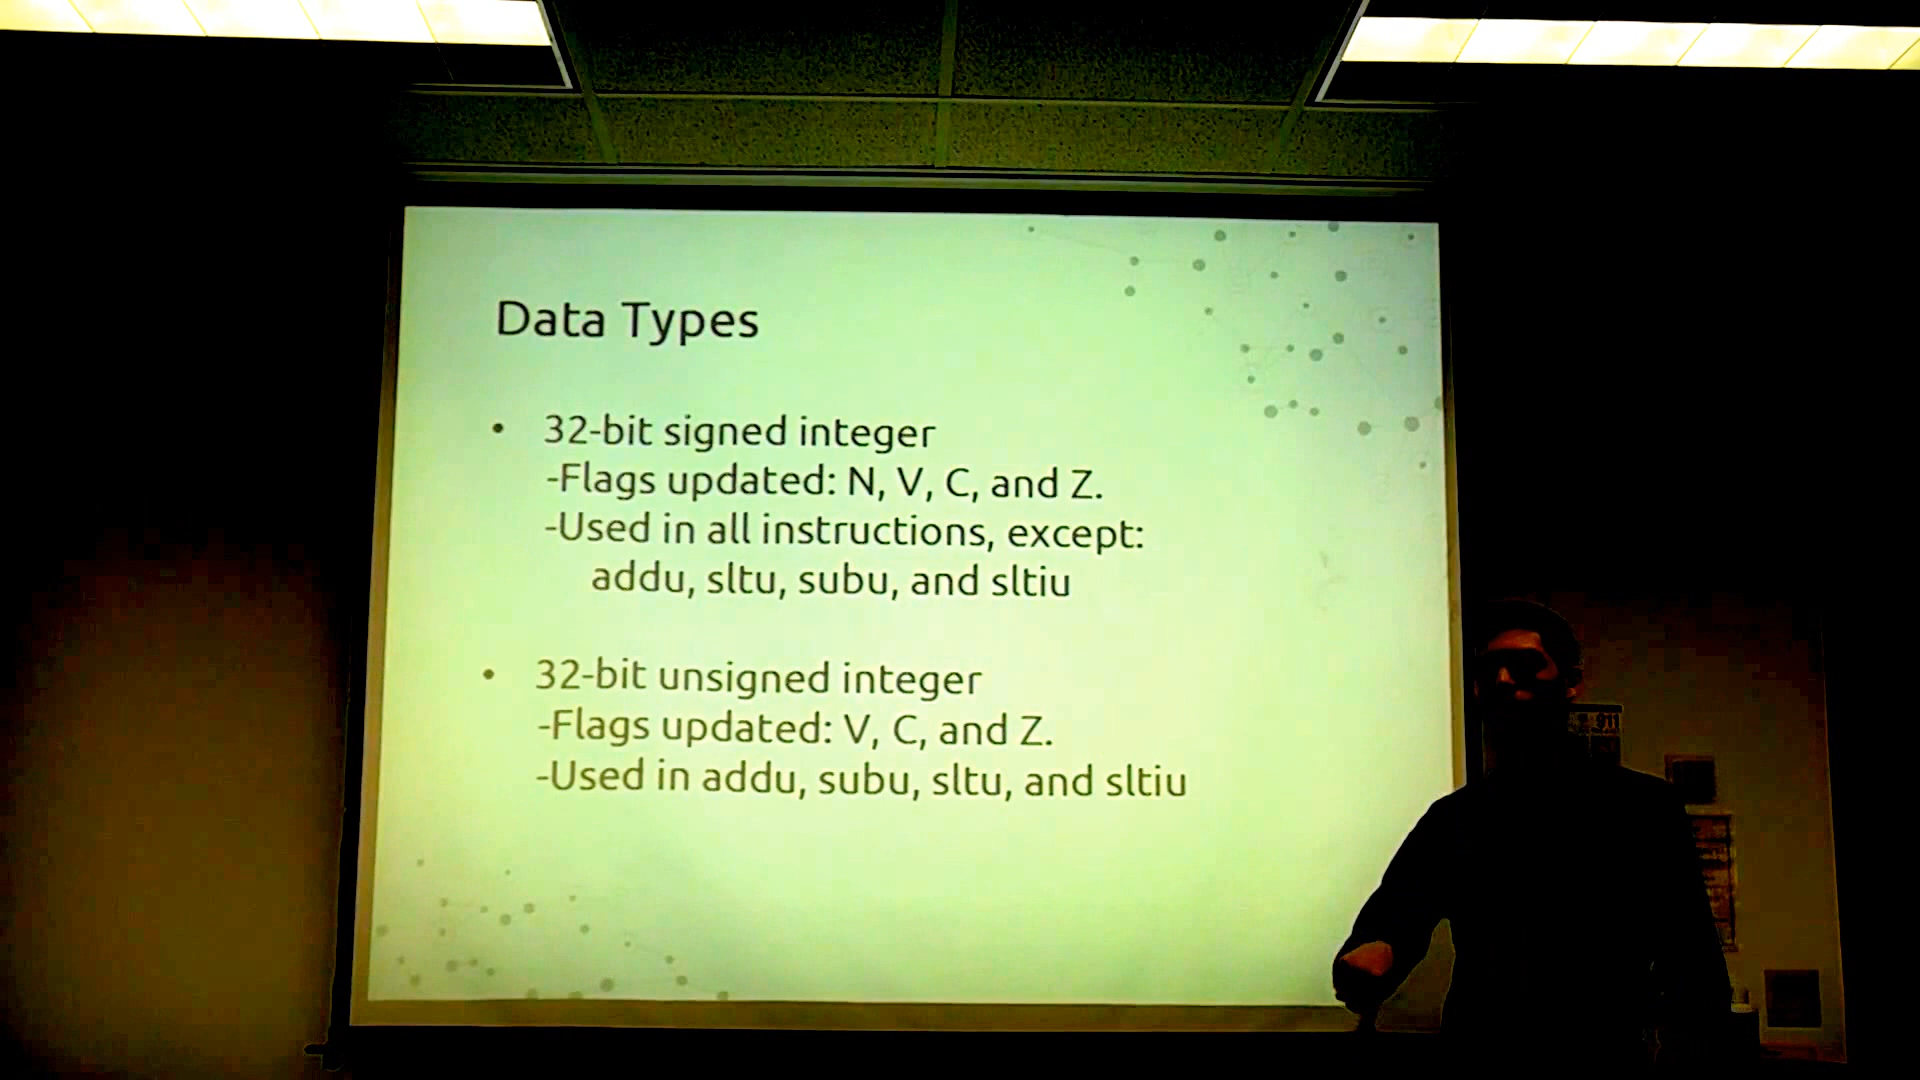 Data Types
• 32-bit signed integer
-Flags updated: N, V, C, and Z.
-Used in all instructions, except:
addu, sltu, subu, and sltiu
• 32-bit unsigned integer
-Flags updated: V, C, and Z.
-Used in addu, subu, sltu, and sltiu
911